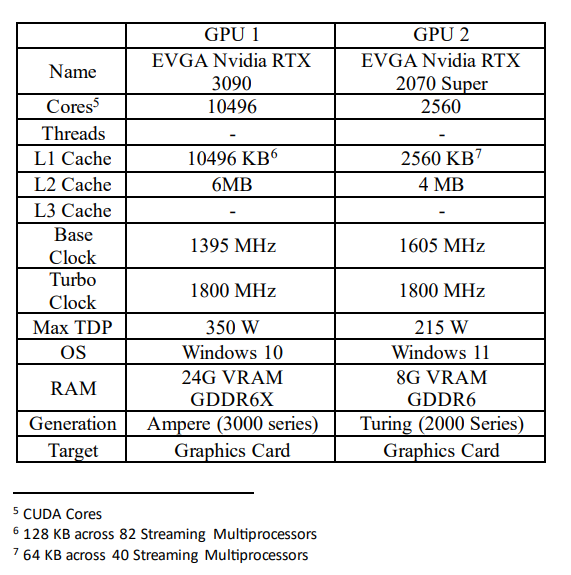 GPU 1 GPU 2
Name EVGA Nvidia RTX 3090 EVGA Nvidia RTX 2070 Super
Cores⁵ 10496 2560
Threads - -
L1 Cache 10496 KB⁶ 2560 KB⁷
L2 Cache 6MB 4 MB
L3 Cache - -
Base Clock 1395 MHz 1605 MHz
Turbo Clock 1800 MHz 1800 MHz
Max TDP 350 W 215 W
OS Windows 10 Windows 11
RAM 24G VRAM GDDR6X 8G VRAM GDDR6
Generation Ampere (3000 series) Turing (2000 Series)
Target Graphics Card Graphics Card
⁵ CUDA Cores
⁶ 128 KB across 82 Streaming Multiprocessors
⁷ 64 KB across 40 Streaming Multiprocessors